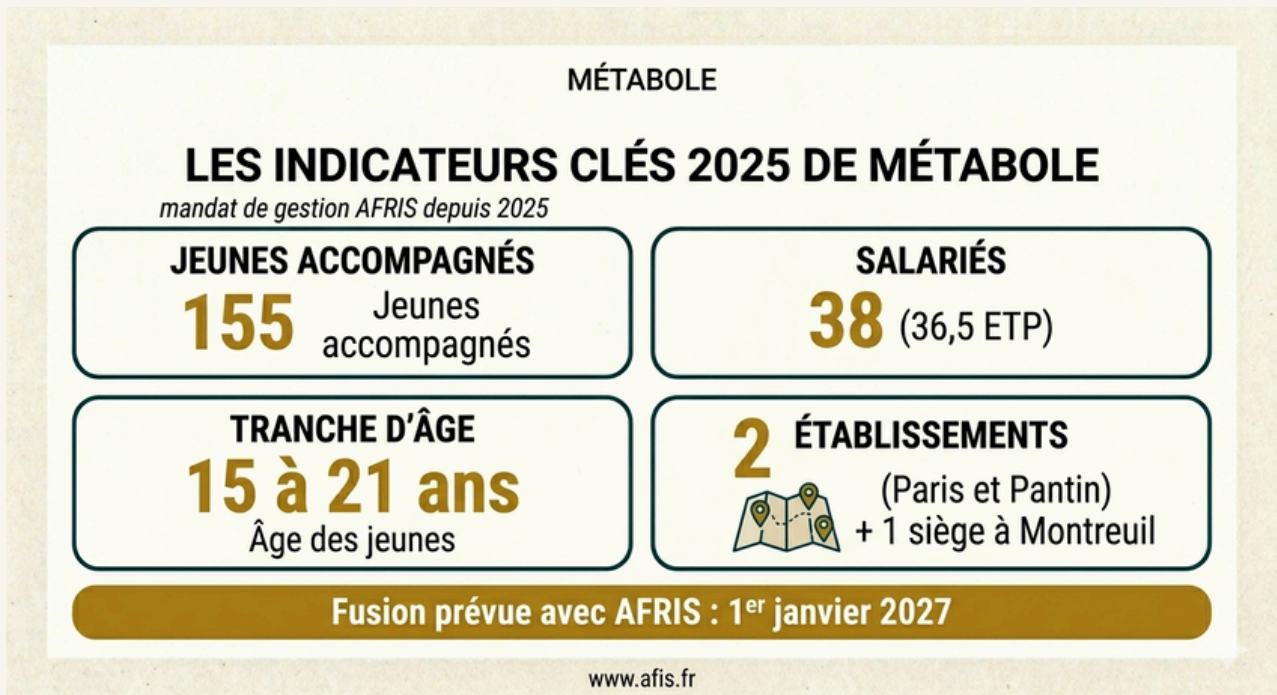 MÉTABOLE
LES INDICATEURS CLÉS 2025 DE MÉTABOLE
mandat de gestion AFRIS depuis 2025
JEUNES ACCOMPAGNÉS
155 Jeunes
accompagnés
SALARIÉS
38 (36,5 ETP)
TRANCHE D’ÂGE
15 à 21 ans
Âge des jeunes
2 ÉTABLISSEMENTS
(Paris et Pantin)
+ 1 siège à Montreuil
Fusion prévue avec AFRIS : 1er janvier 2027
www.afis.fr